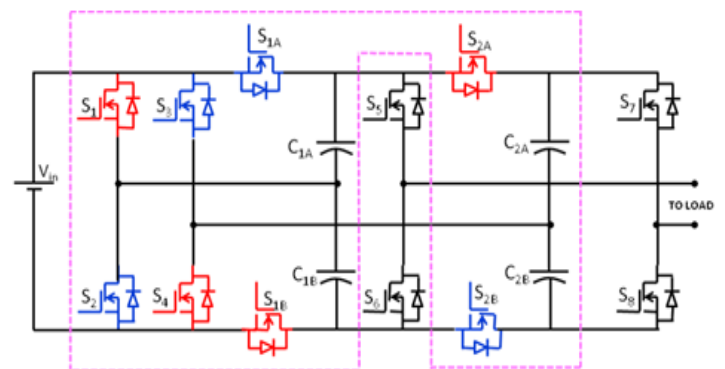 S1A
S2A
S1
S3
S5
S7
C1A
C2A
Vin
TO LOAD
C1B
C2B
S2
S4
S1B
S6
S2B
S8